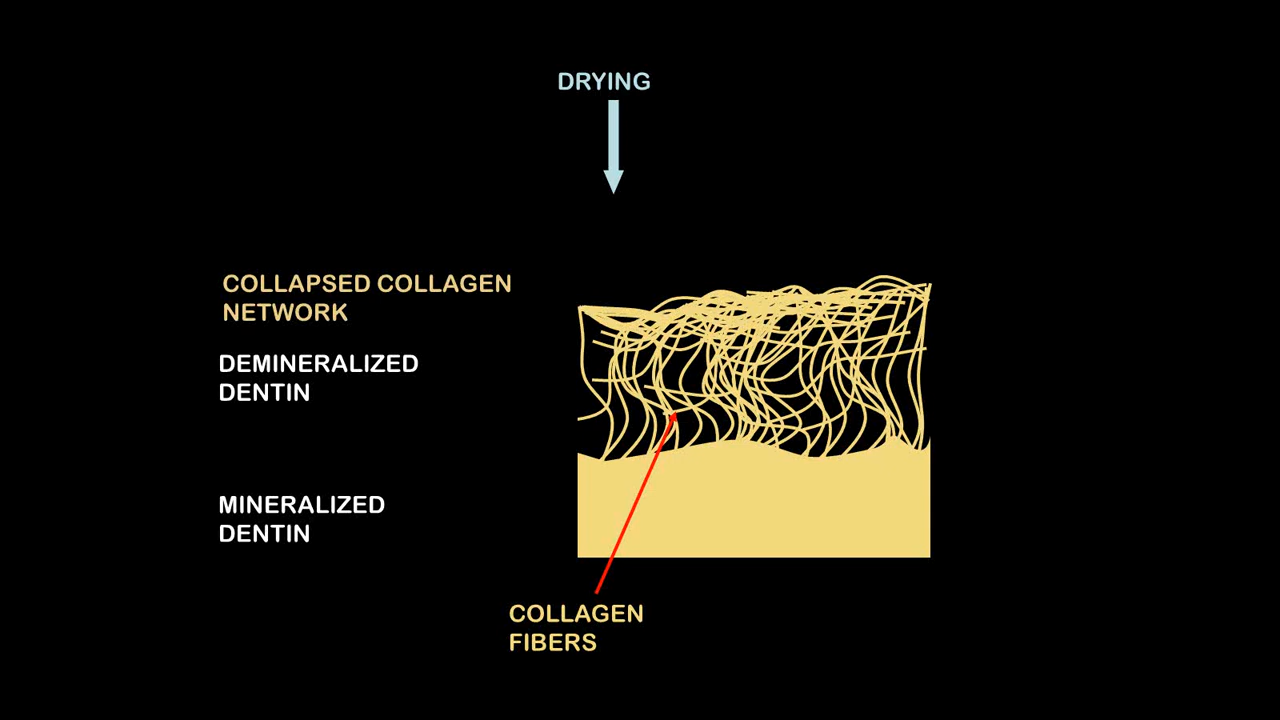 DRYING
COLLAPSED COLLAGEN
NETWORK
DEMINERALIZED
DENTIN
MINERALIZED
DENTIN
COLLAGEN
FIBERS